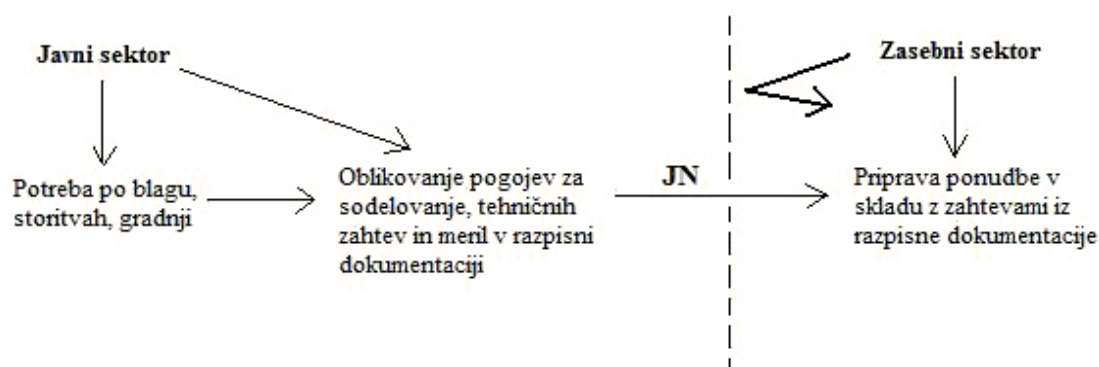 Javni sektor
Zasebni sektor
Potreba po blagu,
storitvah, gradnji
Oblikovanje pogojev za
sodelovanje, tehničnih
zahtev in meril v razpisni
dokumentaciji
JN
Priprava ponudbe v
skladu z zahtevami iz
razpisne dokumentacije